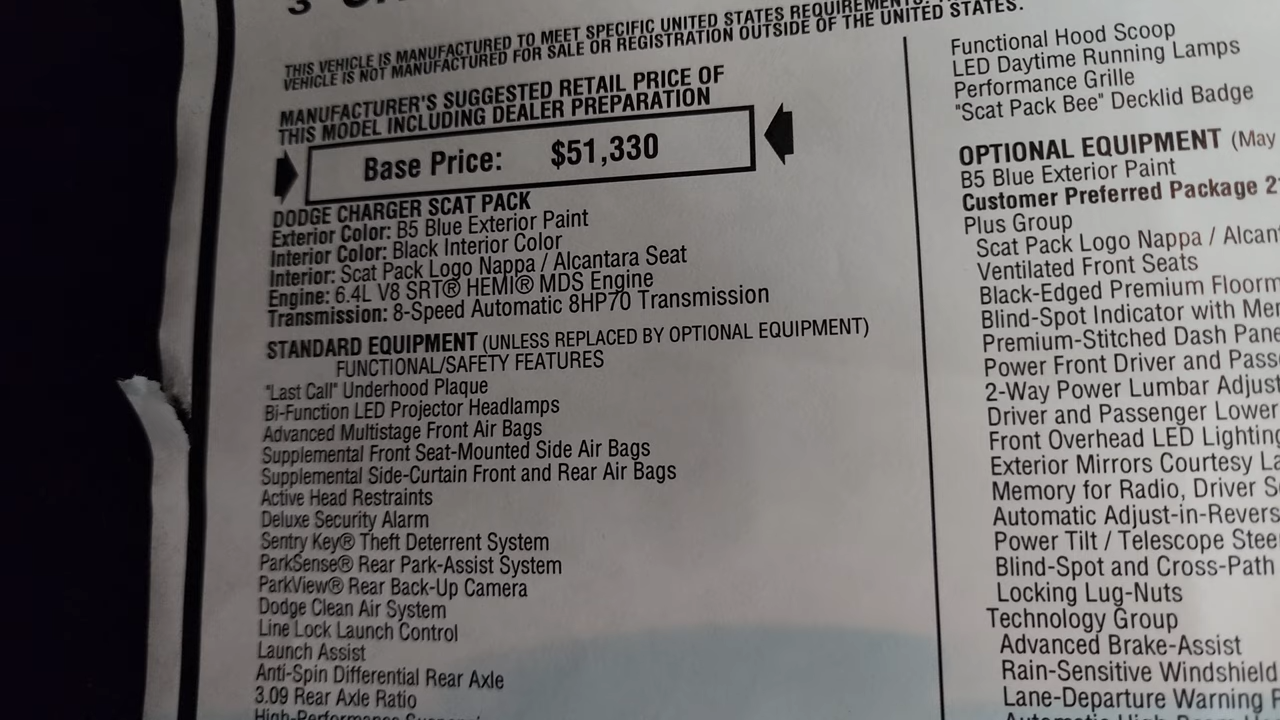 THIS VEHICLE IS MANUFACTURED TO MEET SPECIFIC UNITED STATES
VEHICLE IS NOT MANUFACTURED FOR SALE OR REGISTRATION OUTSIDE OF THE UNITED STATES.
MANUFACTURER'S SUGGESTED RETAIL PRICE OF
THIS MODEL INCLUDING DEALER PREPARATION
Base Price: $51,330
DODGE CHARGER SCAT PACK
Exterior Color: B5 Blue Exterior Paint
Interior Color: Black Interior Color
Interior: Scat Pack Logo Nappa / Alcantara Seat
Engine: 6.4L V8 SRT® HEMI® MDS Engine
Transmission: 8-Speed Automatic 8HP70 Transmission
STANDARD EQUIPMENT (UNLESS REPLACED BY OPTIONAL EQUIPMENT)
FUNCTIONAL/SAFETY FEATURES
"Last Call" Underhood Plaque
Bi-Function LED Projector Headlamps
Advanced Multistage Front Air Bags
Supplemental Front Seat-Mounted Side Air Bags
Supplemental Side-Curtain Front and Rear Air Bags
Active Head Restraints
Deluxe Security Alarm
Sentry Key® Theft Deterrent System
ParkSense® Rear Park-Assist System
ParkView® Rear Back-Up Camera
Dodge Clean Air System
Line Lock Launch Control
Launch Assist
Anti-Spin Differential Rear Axle
3.09 Rear Axle Ratio
Functional Hood Scoop
LED Daytime Running Lamps
Performance Grille
"Scat Pack Bee" Decklid Badge
OPTIONAL EQUIPMENT (May
B5 Blue Exterior Paint
Customer Preferred Package
Plus Group
Scat Pack Logo Nappa /
Ventilated Front Seats
Black-Edged Premium
Blind-Spot Indicator with
Premium-Stitched Dash
Power Front Driver and
2-Way Power Lumbar
Driver and Passenger Lower
Front Overhead LED Lighting
Exterior Mirrors Courtesy
Memory for Radio, Driver
Automatic
Power Tilt / Telescope
Blind-Spot and Cross-Path
Locking Lug-Nuts
Technology Group
Advanced Brake-Assist
Rain-Sensitive Windshield
Lane-Departure Warning